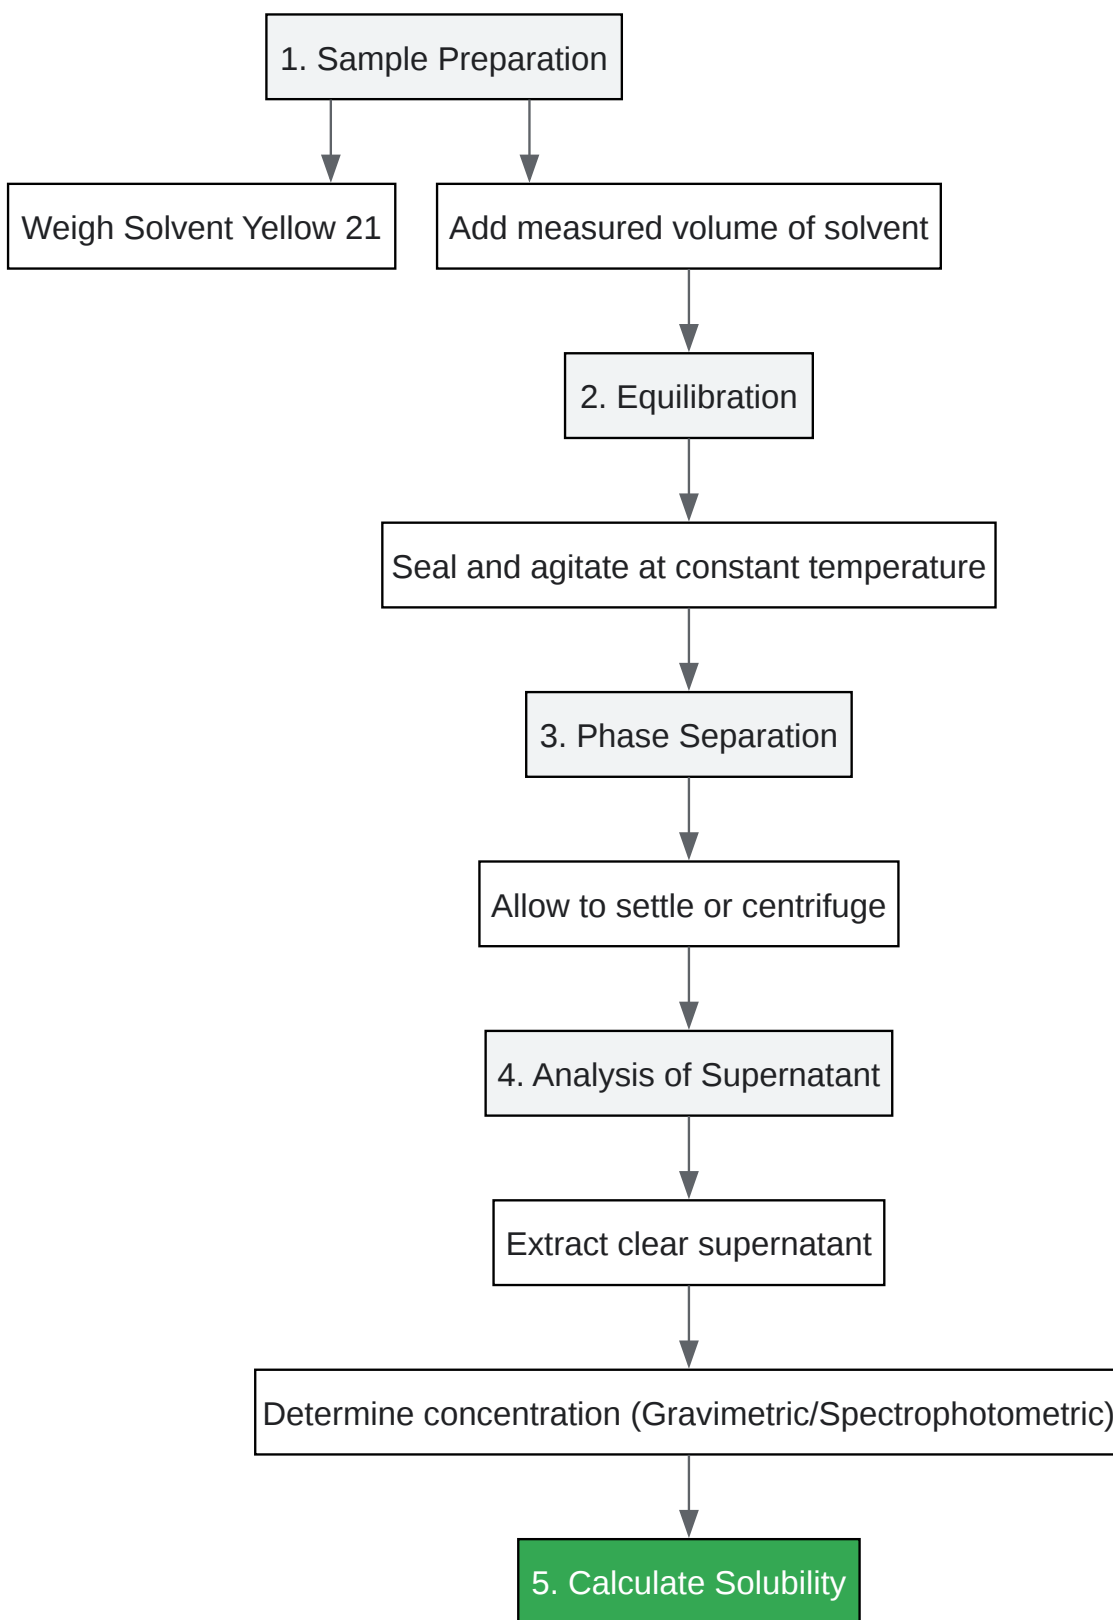 1. Sample Preparation
Weigh Solvent Yellow 21
Add measured volume of solvent
2. Equilibration
Seal and agitate at constant temperature
3. Phase Separation
Allow to settle or centrifuge
4. Analysis of Supernatant
Extract clear supernatant
Determine concentration (Gravimetric/Spectrophotometric)
5. Calculate Solubility